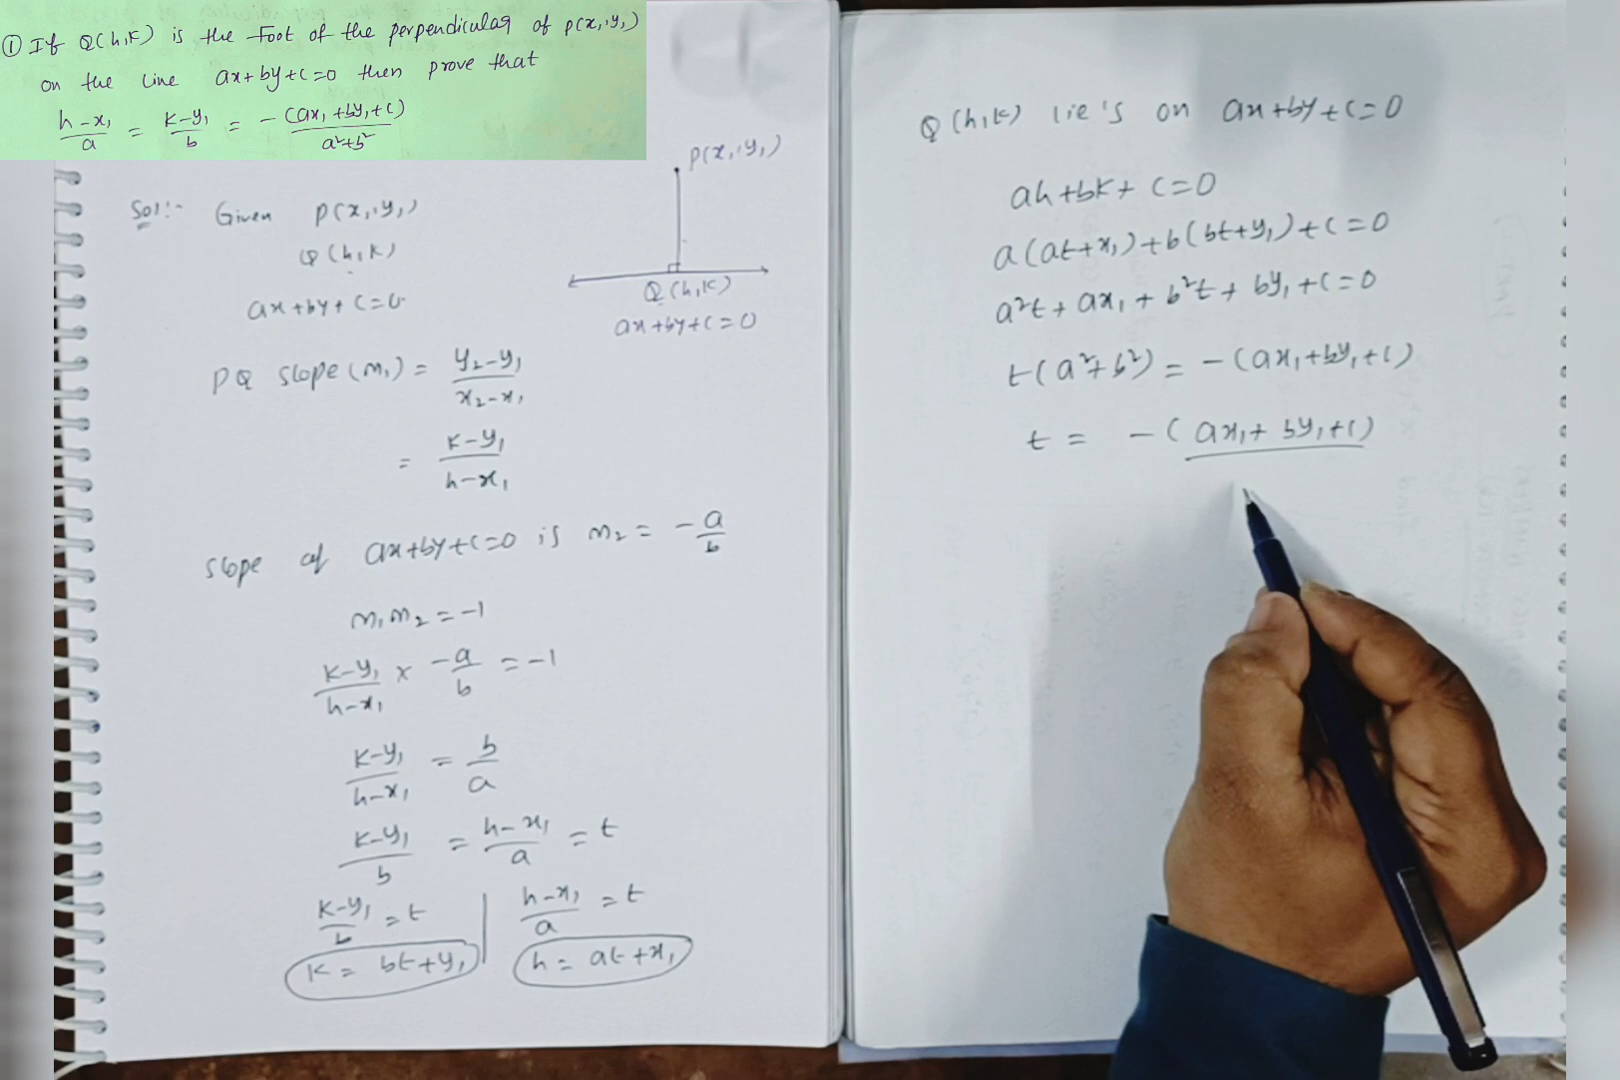 ① If Q(h,k) is the Foot of the perpendicular of P(x₁,y₁)
on the line ax+by+c=0 then prove that
(h-x₁)/a = (k-y₁)/b = -(ax₁+by₁+c)/(a²+b²)
Sol:- Given P(x₁,y₁)
Q(h,k)
ax+by+c=0
P(x₁,y₁)
Q(h,k)
ax+by+c=0
PQ slope(m₁) = (y₂-y₁)/(x₂-x₁)
= (k-y₁)/(h-x₁)
slope of ax+by+c=0 is m₂ = -a/b
m₁m₂=-1
(k-y₁)/(h-x₁) × -a/b = -1
(k-y₁)/(h-x₁) = b/a
(k-y₁)/b = (h-x₁)/a = t
(k-y₁)/b = t | (h-x₁)/a = t
k = bt+y₁ | h = at+x₁
Q(h,k) lie's on ax+by+c=0
ah+bk+c=0
a(at+x₁)+b(bt+y₁)+c=0
a²t+ax₁+b²t+by₁+c=0
t(a²+b²) = -(ax₁+by₁+c)
t = -(ax₁+by₁+c)